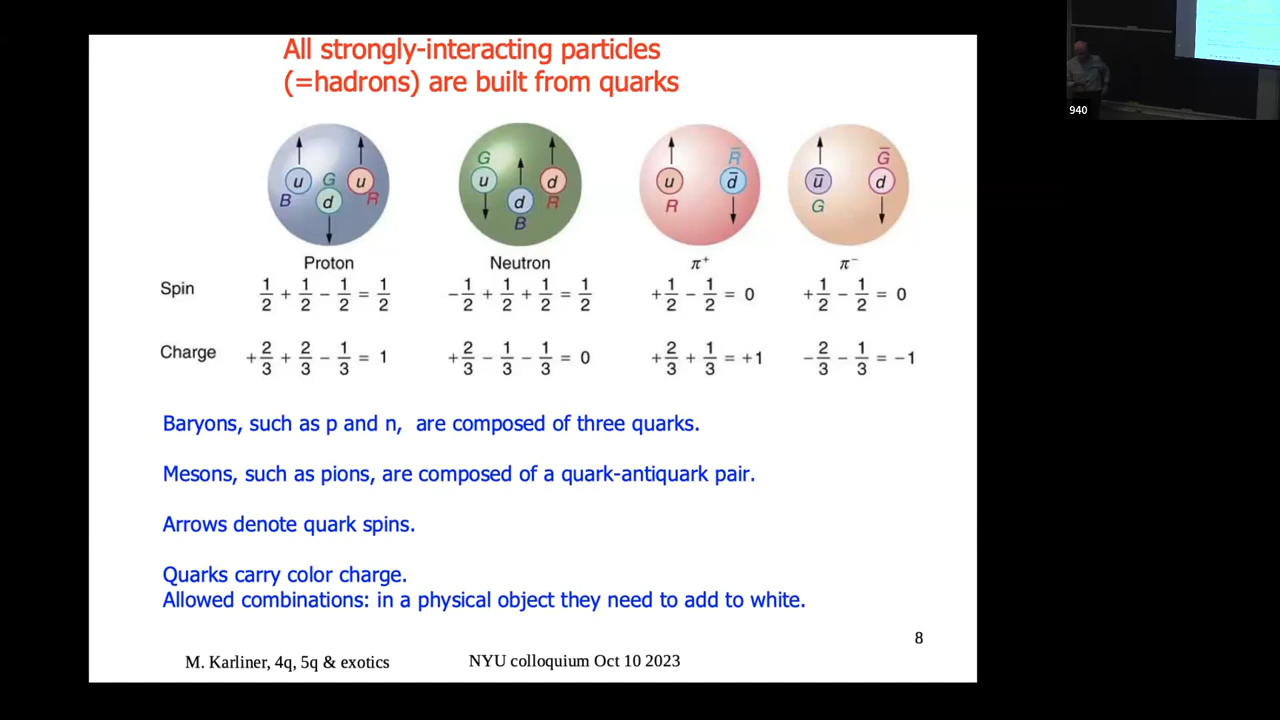 All strongly-interacting particles
(=hadrons) are built from quarks
u B G d u R
G u d B d R
u R R̄ d̄
ū G Ḡ d
Proton Neutron π⁺ π⁻
Spin 1/2 + 1/2 − 1/2 = 1/2 −1/2 + 1/2 + 1/2 = 1/2 +1/2 − 1/2 = 0 +1/2 − 1/2 = 0
Charge +2/3 + 2/3 − 1/3 = 1 +2/3 − 1/3 − 1/3 = 0 +2/3 + 1/3 = +1 −2/3 − 1/3 = −1
Baryons, such as p and n, are composed of three quarks.
Mesons, such as pions, are composed of a quark-antiquark pair.
Arrows denote quark spins.
Quarks carry color charge.
Allowed combinations: in a physical object they need to add to white.
8
M. Karliner, 4q, 5q & exotics NYU colloquium Oct 10 2023
940